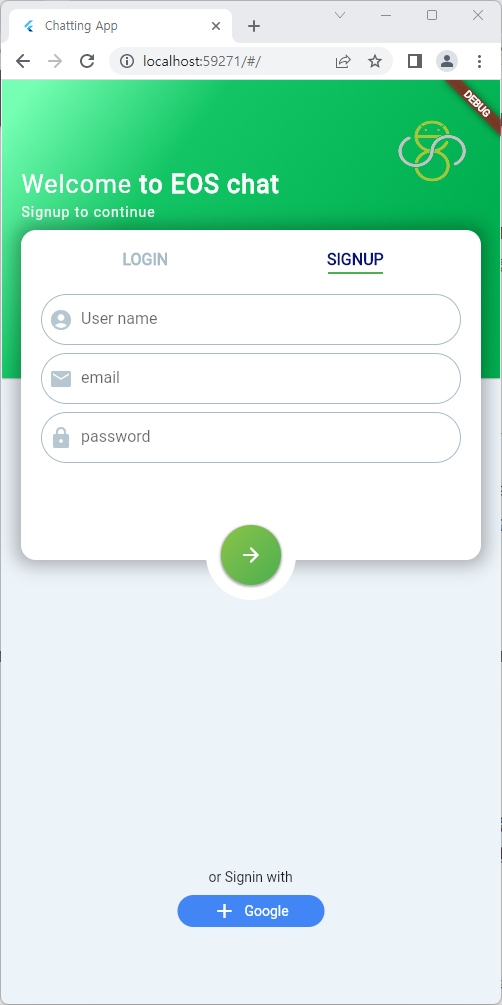 Chatting App
localhost:59271/#/
DEBUG
Welcome to EOS chat
Signup to continue
LOGIN
SIGNUP
User name
email
password
or Signin with
Google